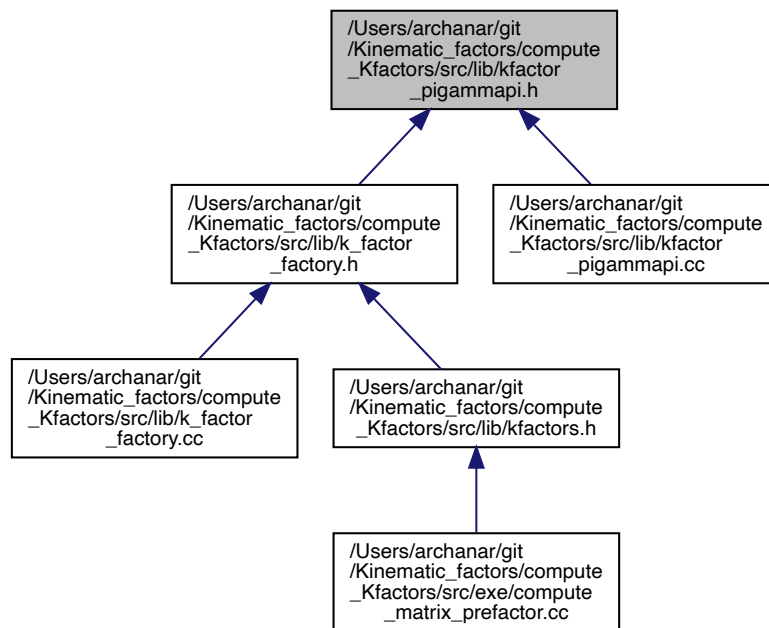 /Users/archanar/git
/Kinematic_factors/compute
_Kfactors/src/lib/kfactor
_pigammapi.h
/Users/archanar/git
/Kinematic_factors/compute
_Kfactors/src/lib/k_factor
_factory.h
/Users/archanar/git
/Kinematic_factors/compute
_Kfactors/src/lib/kfactor
_pigammapi.cc
/Users/archanar/git
/Kinematic_factors/compute
_Kfactors/src/lib/k_factor
_factory.cc
/Users/archanar/git
/Kinematic_factors/compute
_Kfactors/src/lib/kfactors.h
/Users/archanar/git
/Kinematic_factors/compute
_Kfactors/src/exe/compute
_matrix_prefactor.cc